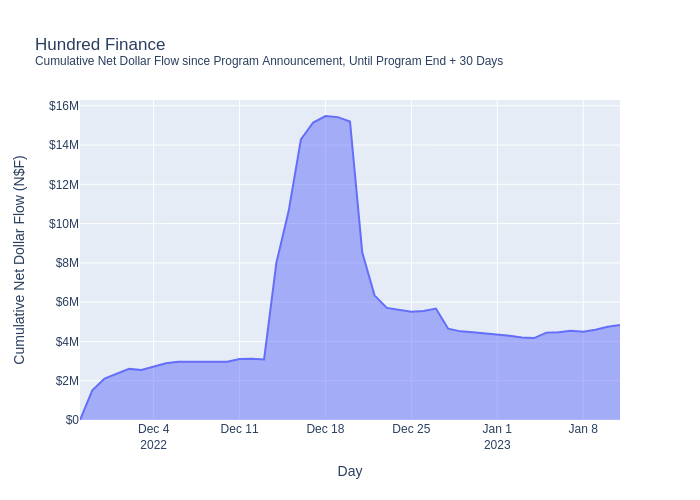 Hundred Finance
Cumulative Net Dollar Flow since Program Announcement, Until Program End + 30 Days
Cumulative Net Dollar Flow (N$F)
$16M
$14M
$12M
$10M
$8M
$6M
$4M
$2M
$0
Dec 4 Dec 11 Dec 18 Dec 25 Jan 1 Jan 8
2022 2023
Day